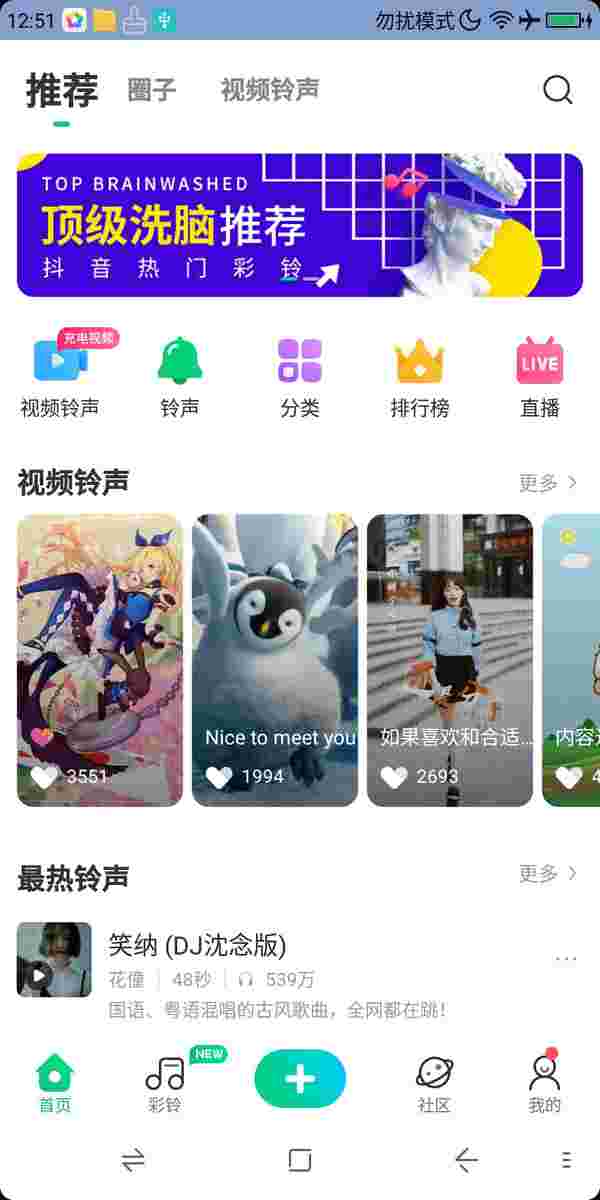 12:51 勿扰模式
推荐 圈子 视频铃声
TOP BRAINWASHED
顶级洗脑推荐
抖音热门彩铃
充电视频
LIVE
视频铃声 铃声 分类 排行榜 直播
视频铃声 更多
Nice to meet you 如果喜欢和合适...
3551 1994 2693
最热铃声 更多
笑纳 (DJ沈念版)
花僮 48秒 539万
国语、粤语混唱的古风歌曲，全网都在跳！
NEW
首页 彩铃 社区 我的